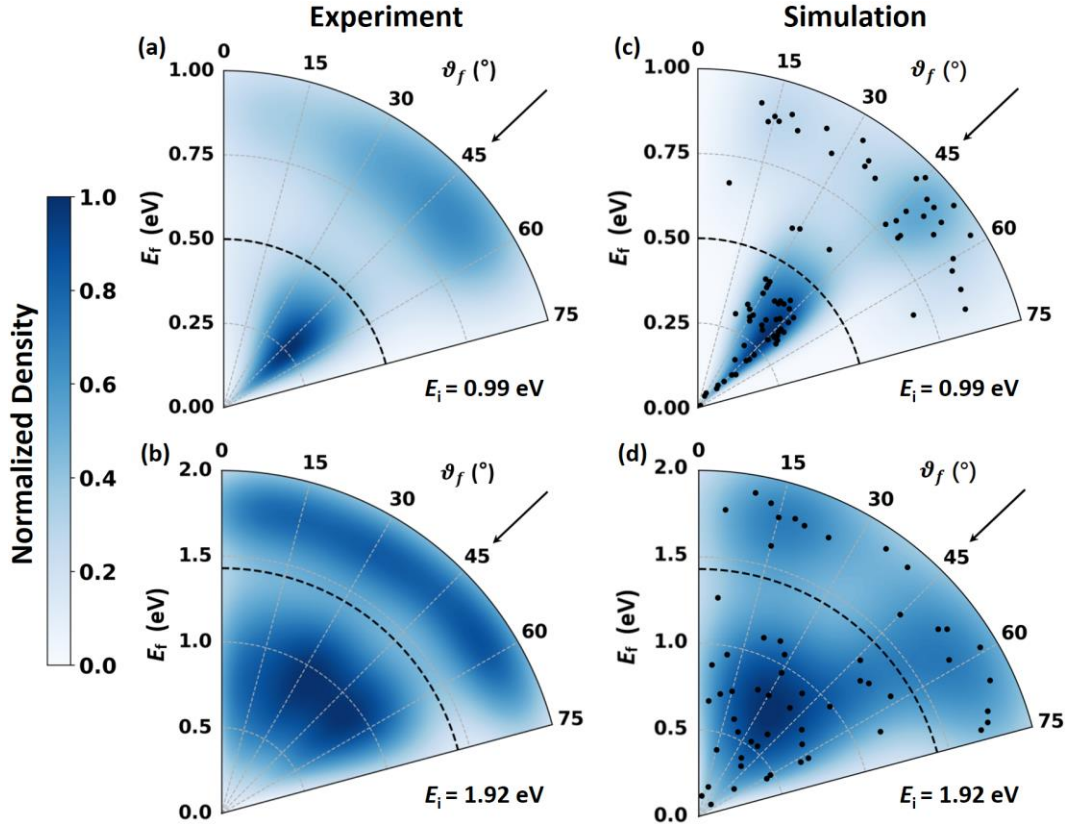 Experiment
Simulation
(a)
0
15
ϑf (°)
30
45
60
75
1.00
0.75
0.50
0.25
0.00
Ef (eV)
Ei = 0.99 eV
(c)
0
15
ϑf (°)
30
45
60
75
1.00
0.75
0.50
0.25
0.00
Ef (eV)
Ei = 0.99 eV
Normalized Density
1.0
0.8
0.6
0.4
0.2
0.0
(b)
0
15
ϑf (°)
30
45
60
75
2.0
1.5
1.0
0.5
0.0
Ef (eV)
Ei = 1.92 eV
(d)
0
15
ϑf (°)
30
45
60
75
2.0
1.5
1.0
0.5
0.0
Ef (eV)
Ei = 1.92 eV